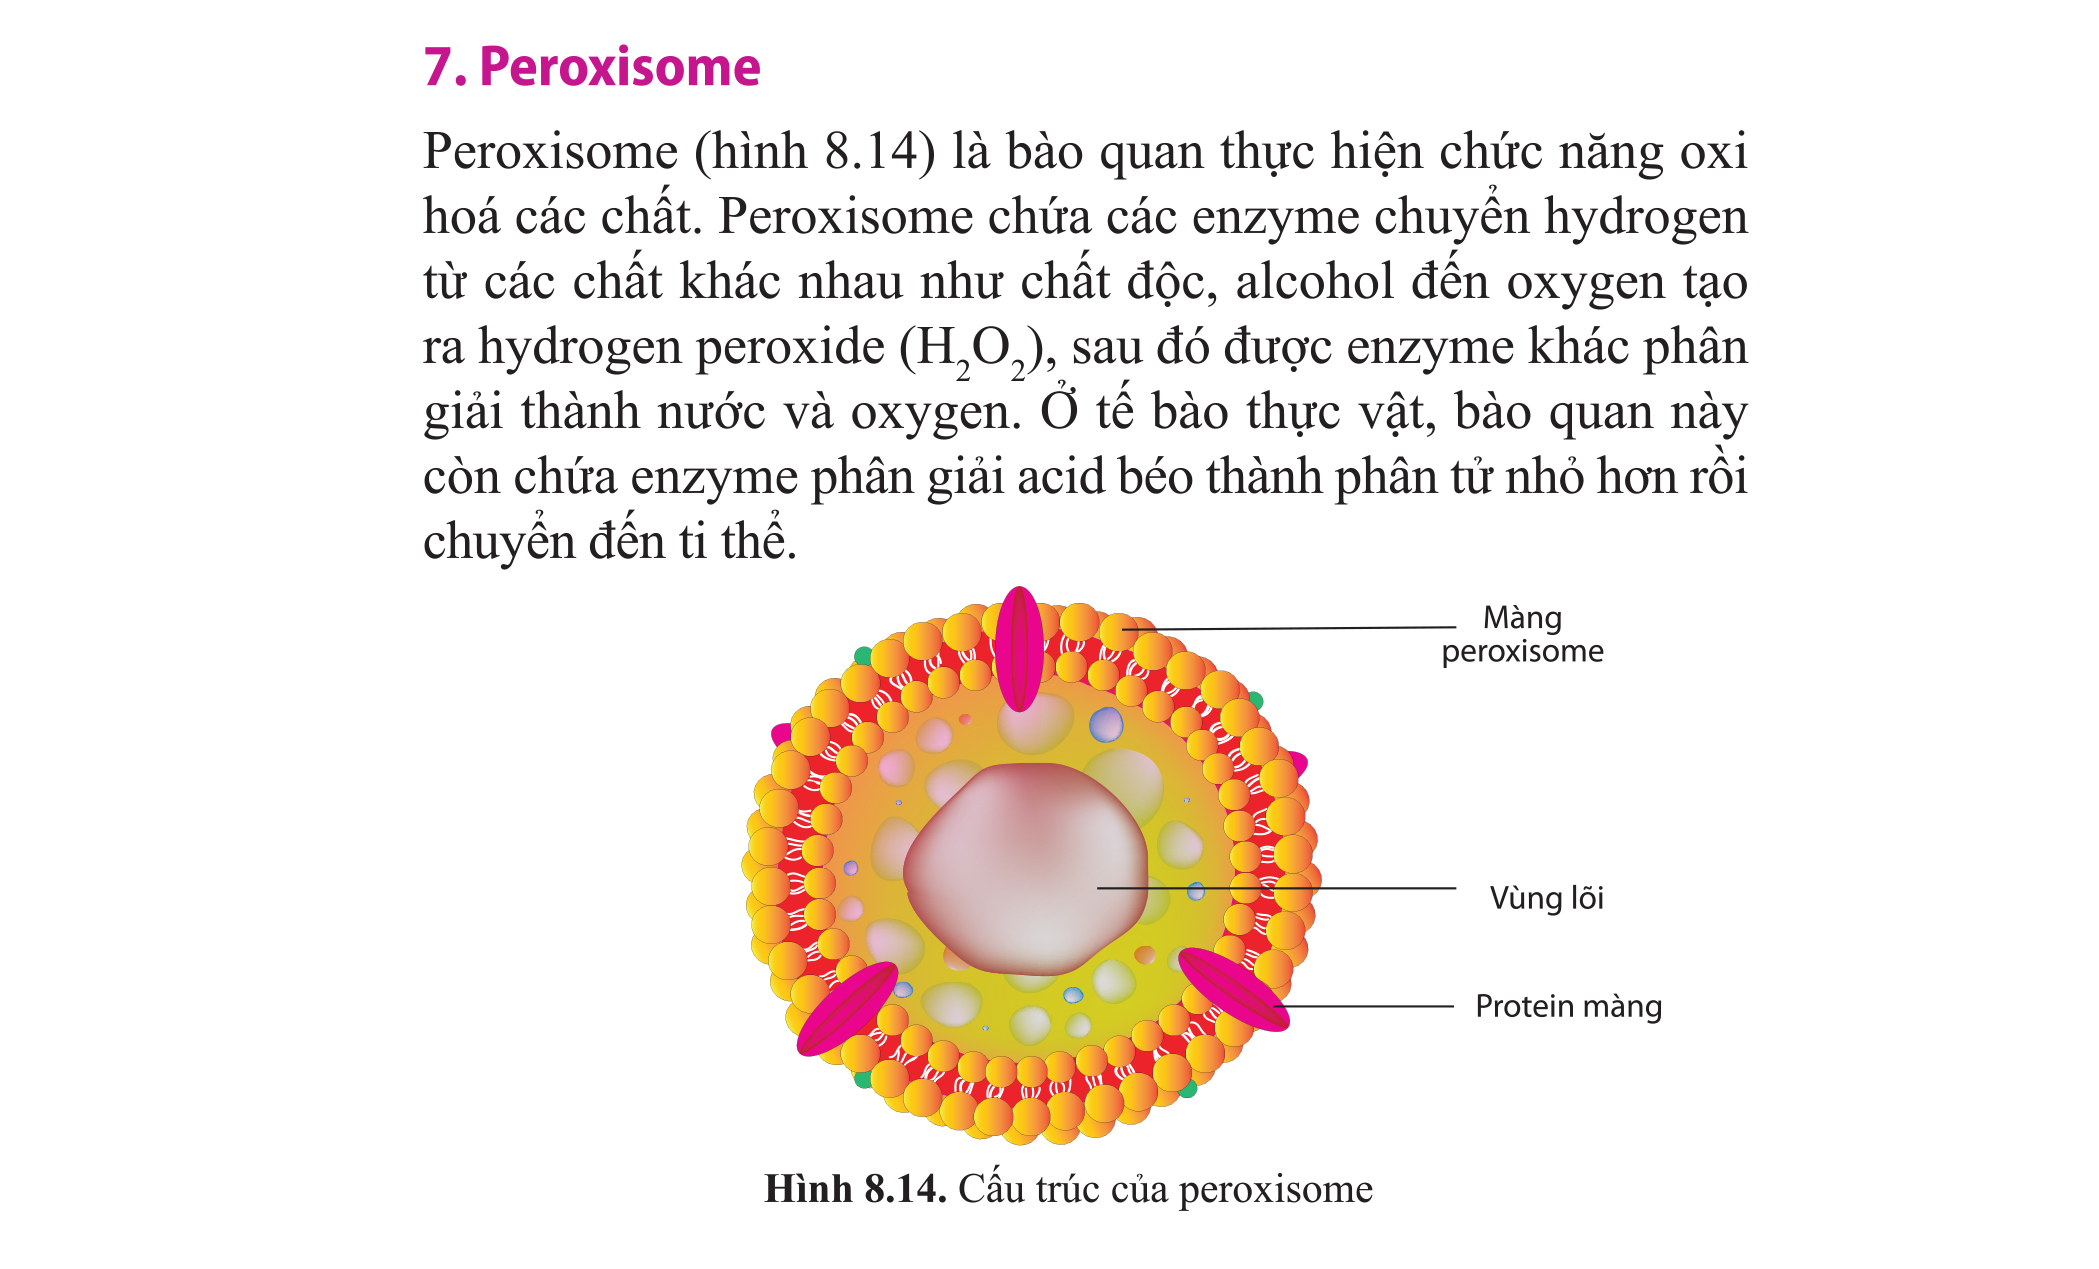 7. Peroxisome
Peroxisome (hình 8.14) là bào quan thực hiện chức năng oxi
hoá các chất. Peroxisome chứa các enzyme chuyển hydrogen
từ các chất khác nhau như chất độc, alcohol đến oxygen tạo
ra hydrogen peroxide (H₂O₂), sau đó được enzyme khác phân
giải thành nước và oxygen. Ở tế bào thực vật, bào quan này
còn chứa enzyme phân giải acid béo thành phân tử nhỏ hơn rồi
chuyển đến ti thể.
Màng
peroxisome
Vùng lõi
Protein màng
Hình 8.14. Cấu trúc của peroxisome